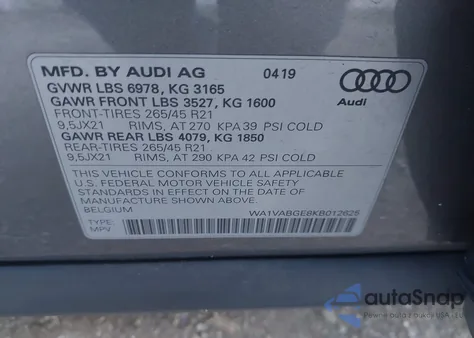 MFD. BY AUDI AG 0419
GVWR LBS 6978, KG 3165
GAWR FRONT LBS 3527, KG 1600
FRONT-TIRES 265/45 R21
9,5JX21 RIMS, AT 270 KPA 39 PSI COLD
GAWR REAR LBS 4079, KG 1850
REAR-TIRES 265/45 R21
9,5JX21 RIMS, AT 290 KPA 42 PSI COLD
Audi
THIS VEHICLE CONFORMS TO ALL APPLICABLE
U.S. FEDERAL MOTOR VEHICLE SAFETY
STANDARDS IN EFFECT ON THE DATE OF
MANUFACTURE SHOWN ABOVE.
BELGIUM WA1VABGE8KB012625
TYPE:
MPV
autoSnap
Pewne auta z aukcji USA